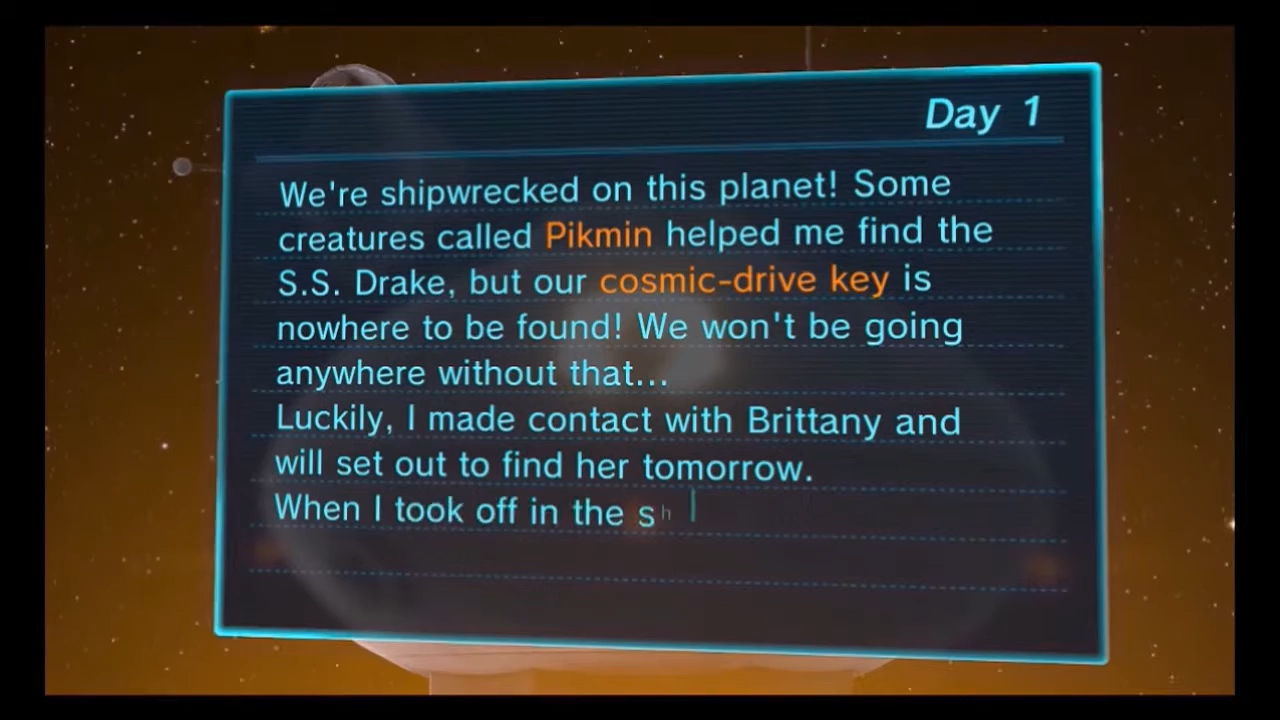 Day 1
We're shipwrecked on this planet! Some
creatures called Pikmin helped me find the
S.S. Drake, but our cosmic-drive key is
nowhere to be found! We won't be going
anywhere without that...
Luckily, I made contact with Brittany and
will set out to find her tomorrow.
When I took off in the sh